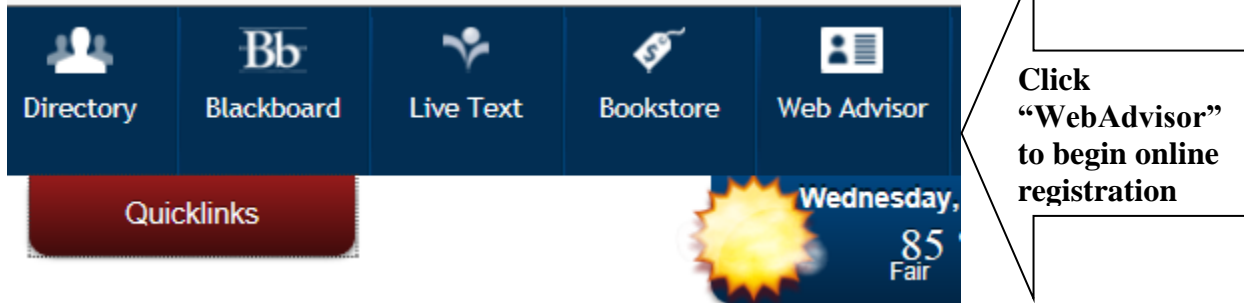 Bb
Directory
Blackboard
Live Text
Bookstore
Web Advisor
Click
“WebAdvisor”
to begin online
registration
Quicklinks
Wednesday,
85
Fair